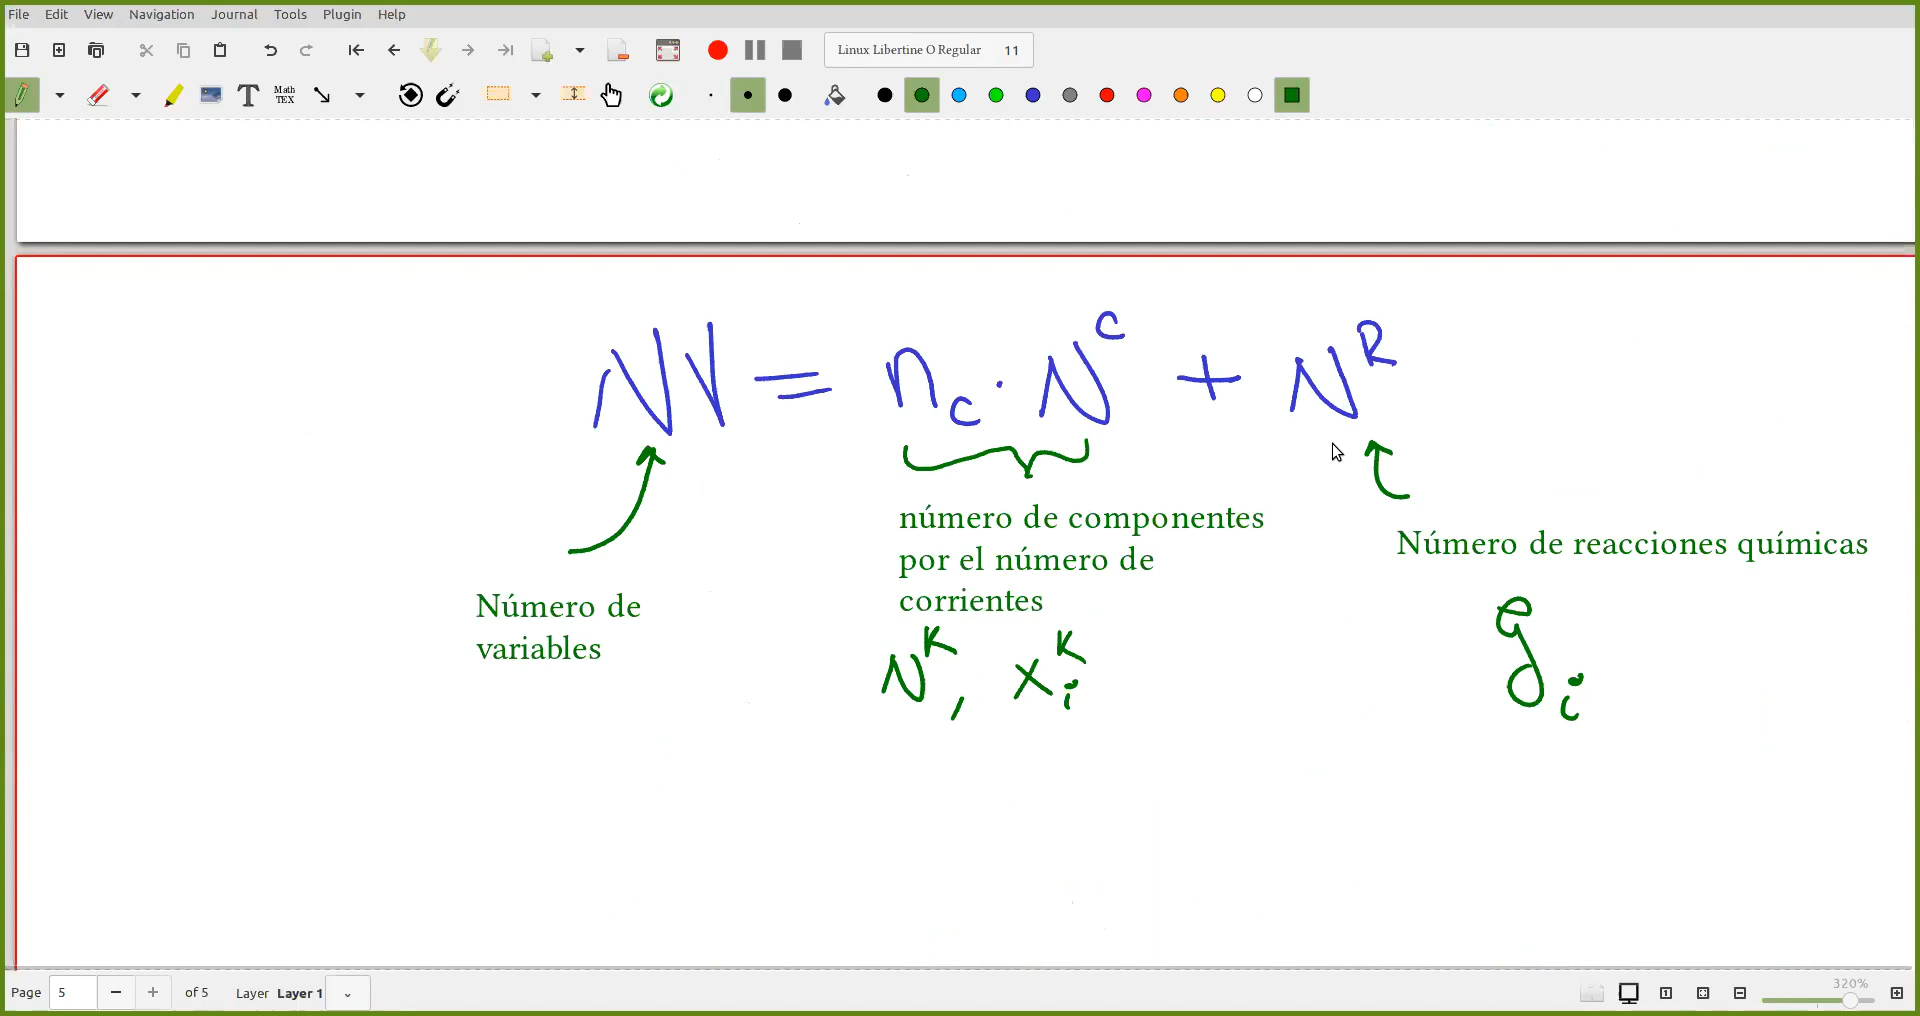 File Edit View Navigation Journal Tools Plugin Help
Linux Libertine O Regular 11
Math TEX
NV = n_c · N^C + N^R
número de componentes
por el número de
corrientes
Número de reacciones químicas
Número de
variables
N^K, x_i^K
Page 5 of 5 Layer Layer 1
320%